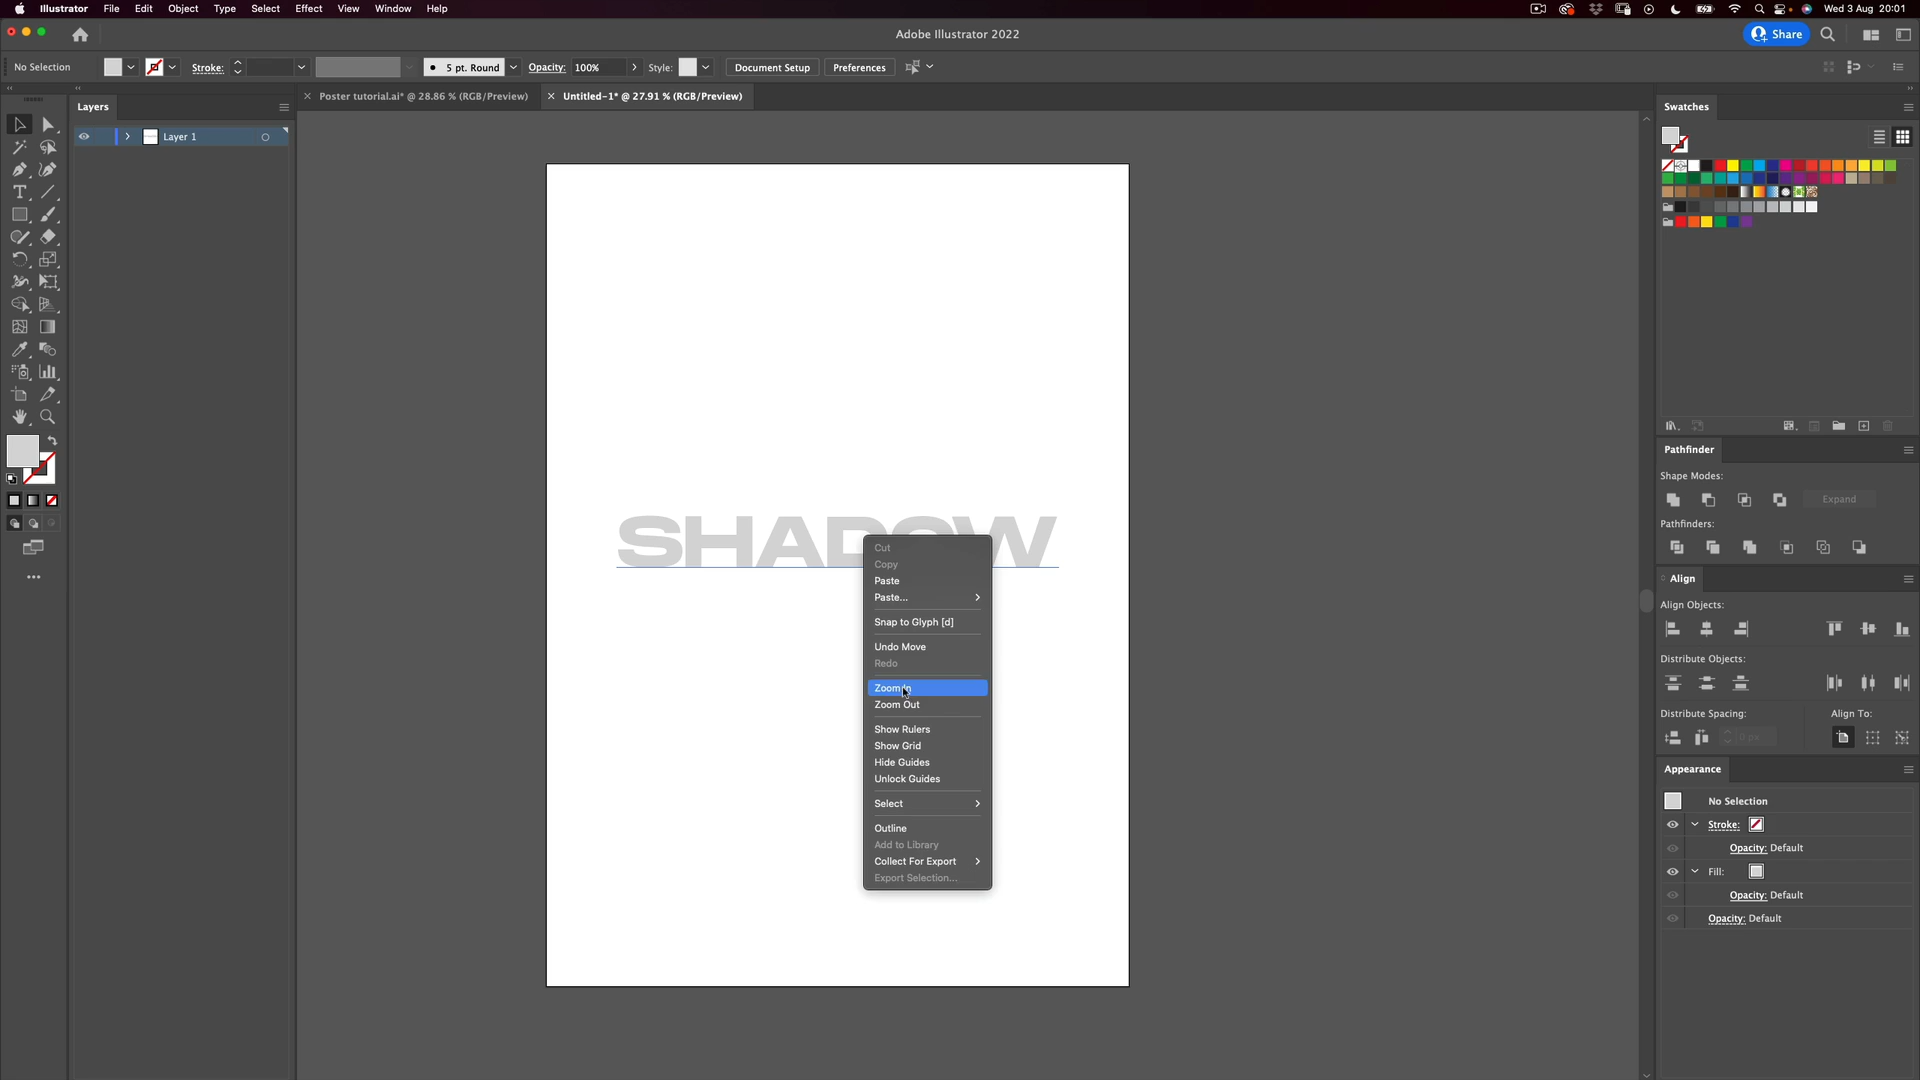 Illustrator File Edit Object Type Select Effect View Window Help
Wed 3 Aug 20:01
Adobe Illustrator 2022
Share
No Selection
Stroke:
5 pt. Round
Opacity: 100%
Style:
Document Setup
Preferences
Layers
Poster tutorial.ai* @ 28.86 % (RGB/Preview)
Untitled-1* @ 27.91 % (RGB/Preview)
Swatches
Layer 1
Pathfinder
Shape Modes:
Expand
Pathfinders:
SHADOW
Cut
Copy
Paste
Paste...
Snap to Glyph [d]
Undo Move
Redo
Zoom In
Zoom Out
Show Rulers
Show Grid
Hide Guides
Unlock Guides
Select
Outline
Add to Library
Collect For Export
Export Selection...
Align
Align Objects:
Distribute Objects:
Distribute Spacing:
Align To:
0 px
Appearance
No Selection
Stroke:
Opacity: Default
Fill:
Opacity: Default
Opacity: Default